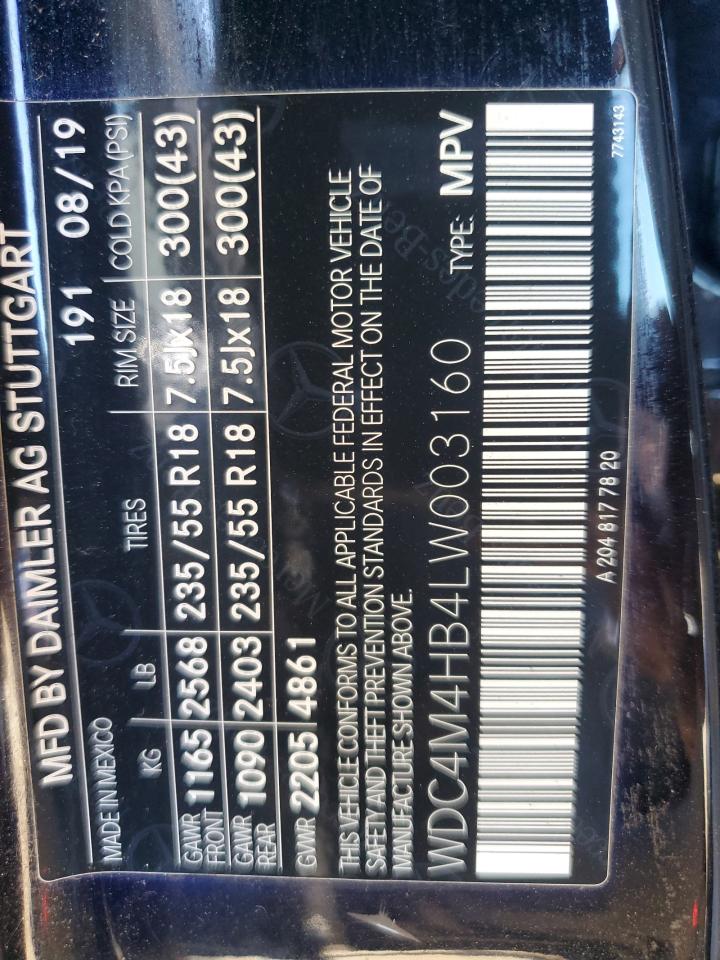 MFD BY DAIMLER AG STUTTGART
MADE IN MEXICO 191 08/19
KG LB TIRES RIM SIZE COLD KPA(PSI)
GAWR FRONT 1165 2568 235/55 R18 7.5Jx18 300(43)
GAWR REAR 1090 2403 235/55 R18 7.5Jx18 300(43)
GVWR 2205 4861
THIS VEHICLE CONFORMS TO ALL APPLICABLE FEDERAL MOTOR VEHICLE
SAFETY AND THEFT PREVENTION STANDARDS IN EFFECT ON THE DATE OF
MANUFACTURE SHOWN ABOVE.
WDC4M4HB4LW003160 TYPE: MPV
A 204 817 78 20
7743143